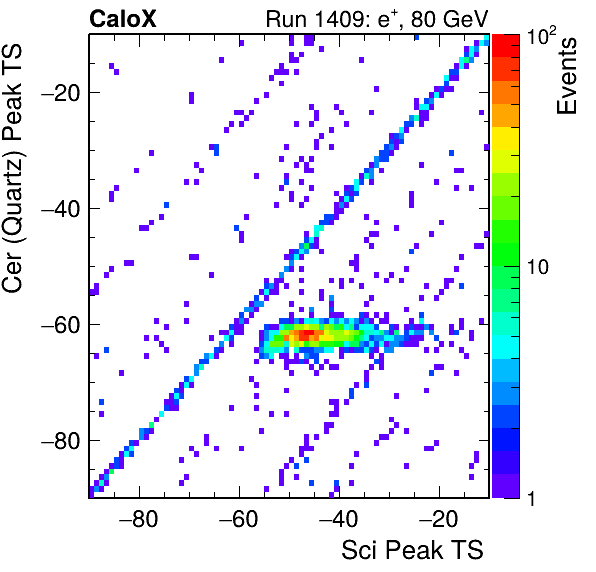 CaloX
Run 1409: e+, 80 GeV
Cer (Quartz) Peak TS
−20
−40
−60
−80
−80
−60
−40
−20
Sci Peak TS
10²
10
1
Events